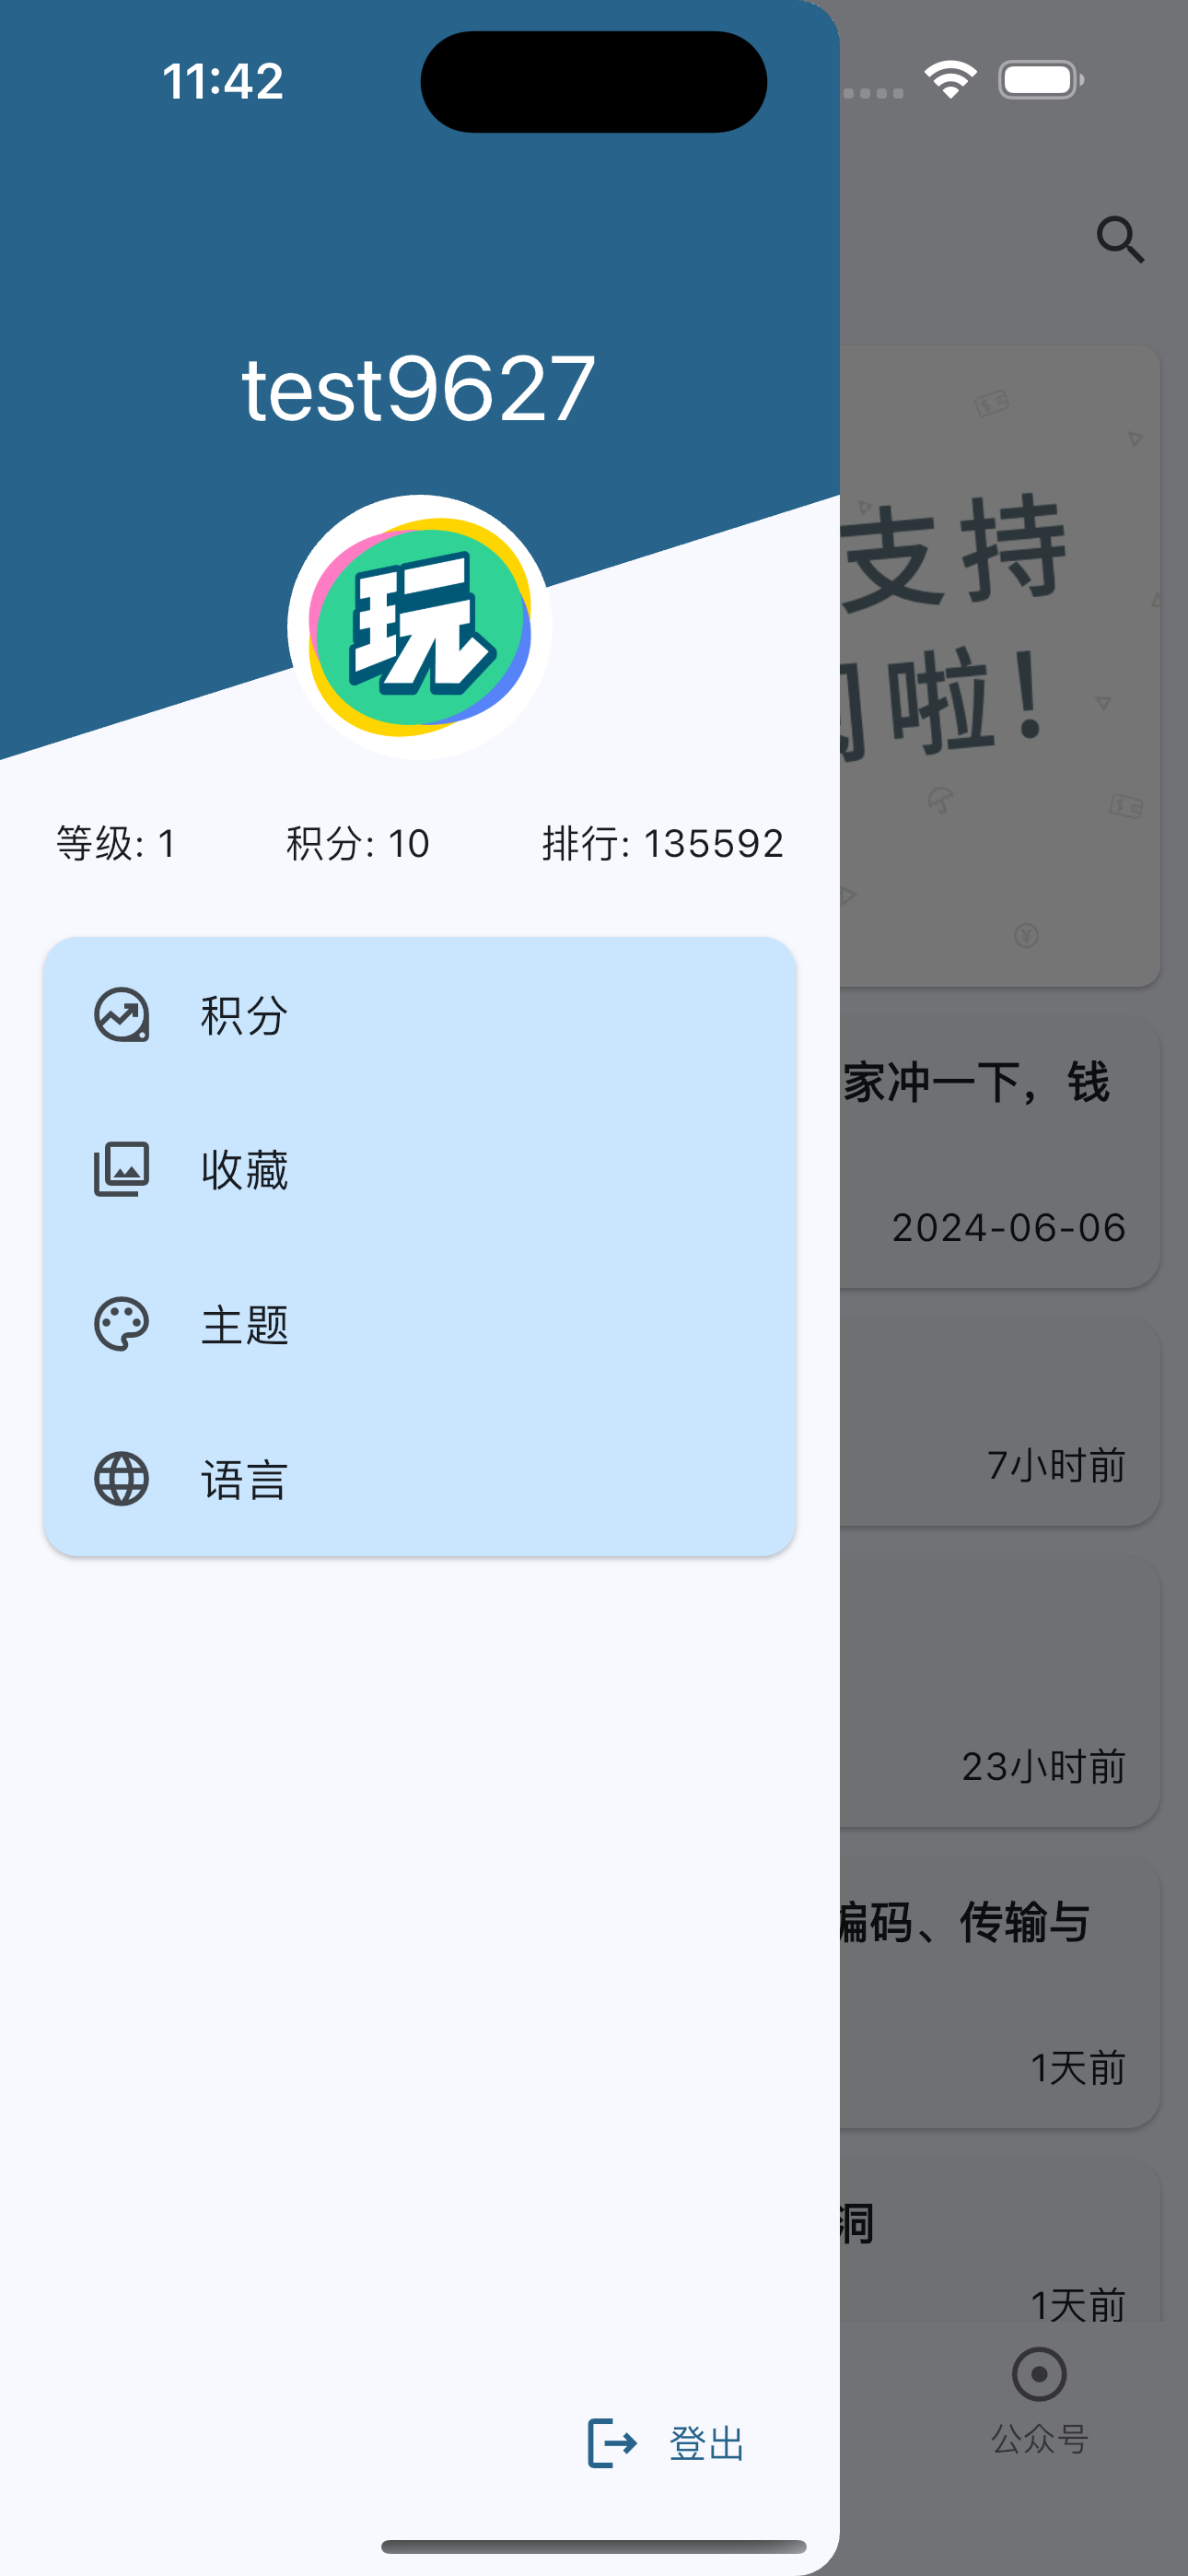 11:42
test9627
玩
等级: 1
积分: 10
排行: 135592
积分
收藏
主题
语言
登出
支持
啦!
家冲一下，钱
2024-06-06
7小时前
23小时前
编码、传输与
1天前
洞
1天前
公众号